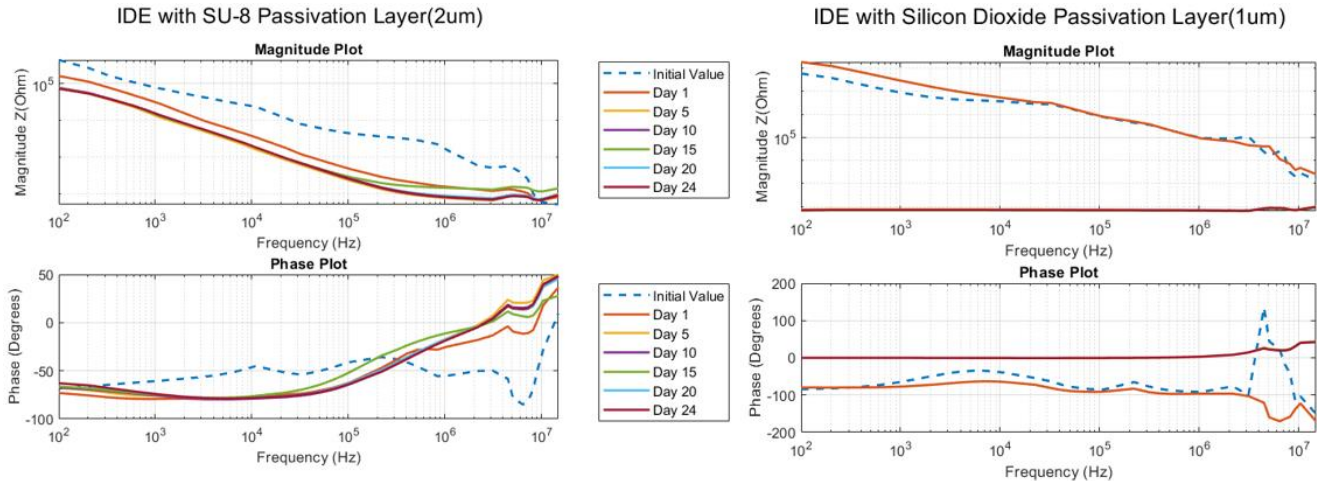 IDE with SU-8 Passivation Layer(2um)
Magnitude Plot
Magnitude Z(Ohm)
10^5
10^2 10^3 10^4 10^5 10^6 10^7
Frequency (Hz)
Initial Value
Day 1
Day 5
Day 10
Day 15
Day 20
Day 24
Phase Plot
Phase (Degrees)
50
0
-50
-100
10^2 10^3 10^4 10^5 10^6 10^7
Frequency (Hz)
Initial Value
Day 1
Day 5
Day 10
Day 15
Day 20
Day 24
IDE with Silicon Dioxide Passivation Layer(1um)
Magnitude Plot
Magnitude Z(Ohm)
10^5
10^2 10^3 10^4 10^5 10^6 10^7
Frequency (Hz)
Phase Plot
Phase (Degrees)
200
100
0
-100
-200
10^2 10^3 10^4 10^5 10^6 10^7
Frequency (Hz)